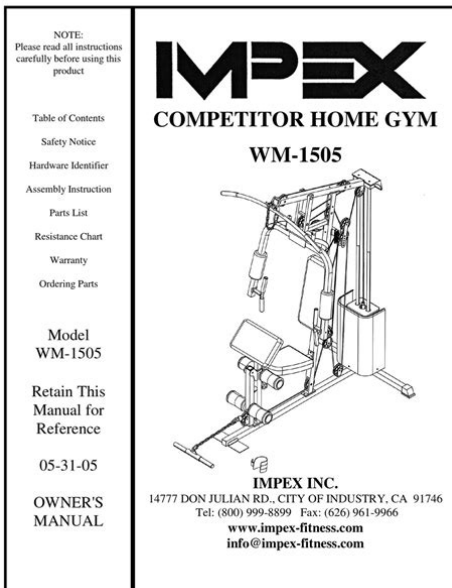 NOTE:
Please read all instructions
carefully before using this
product
Table of Contents
Safety Notice
Hardware Identifier
Assembly Instruction
Parts List
Resistance Chart
Warranty
Ordering Parts
Model
WM-1505
Retain This
Manual for
Reference
05-31-05
OWNER'S
MANUAL
IMPEX
COMPETITOR HOME GYM
WM-1505
IMPEX INC.
14777 DON JULIAN RD., CITY OF INDUSTRY, CA 91746
Tel: (800) 999-8899 Fax: (626) 961-9966
www.impex-fitness.com
info@impex-fitness.com